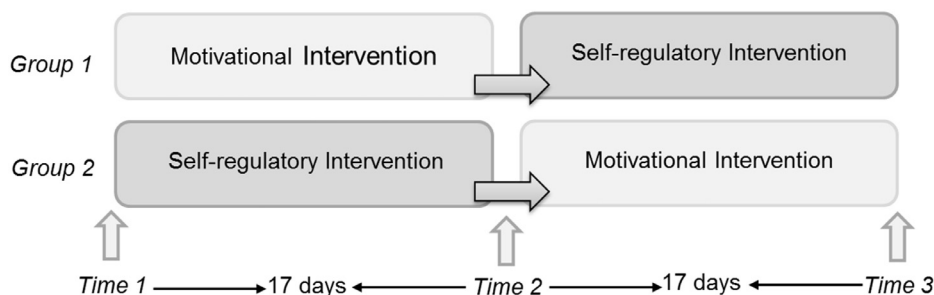 Group 1
Motivational Intervention
Self-regulatory Intervention
Group 2
Self-regulatory Intervention
Motivational Intervention
Time 1
17 days
Time 2
17 days
Time 3